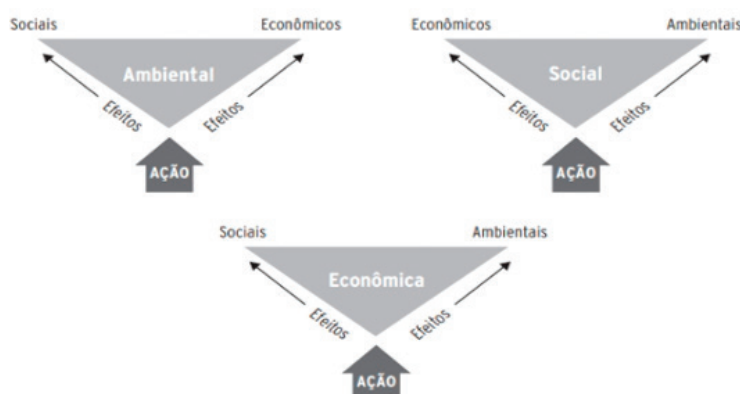 Sociais
Econômicos
Ambiental
Efeitos
Efeitos
AÇÃO
Econômicos
Ambientais
Social
Efeitos
Efeitos
AÇÃO
Sociais
Ambientais
Econômica
Efeitos
Efeitos
AÇÃO